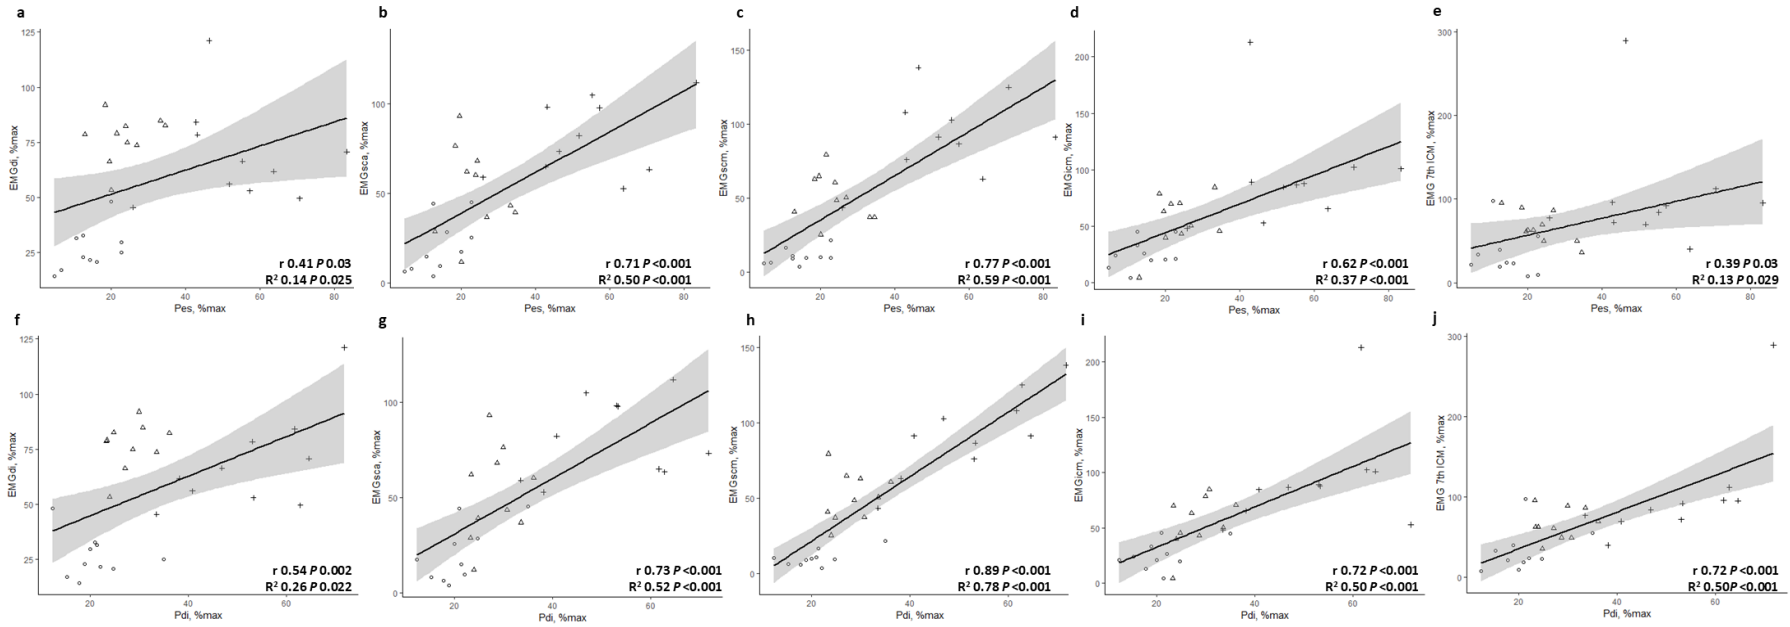 a
EMGdi, %max
125
100
75
50
25
20
40
60
80
r 0.41 P 0.03
R² 0.14 P 0.025
b
EMGsca, %max
100
50
0
20
40
60
80
Pes, %max
r 0.71 P <0.001
R² 0.50 P <0.001
c
EMGscm, %max
150
100
50
0
20
40
60
80
Pes, %max
r 0.77 P <0.001
R² 0.59 P <0.001
d
EMGicm, %max
200
150
100
50
0
20
40
60
80
Pes, %max
r 0.62 P <0.001
R² 0.37 P <0.001
e
EMG 7th ICM, %max
300
200
100
0
20
40
60
80
Pes, %max
r 0.39 P 0.03
R² 0.13 P 0.029
Pes, %max
f
EMGdi, %max
125
100
75
50
25
20
40
60
Pdi, %max
r 0.54 P 0.002
R² 0.26 P 0.022
g
EMGsca, %max
100
50
0
20
40
60
Pdi, %max
r 0.73 P <0.001
R² 0.52 P <0.001
h
EMGscm, %max
150
100
50
0
20
40
60
Pdi, %max
r 0.89 P <0.001
R² 0.78 P <0.001
i
EMGicm, %max
200
150
100
50
0
20
40
60
Pdi, %max
r 0.72 P <0.001
R² 0.50 P <0.001
j
EMG 7th ICM, %max
300
200
100
0
20
40
60
Pdi, %max
r 0.72 P <0.001
R² 0.50 P <0.001